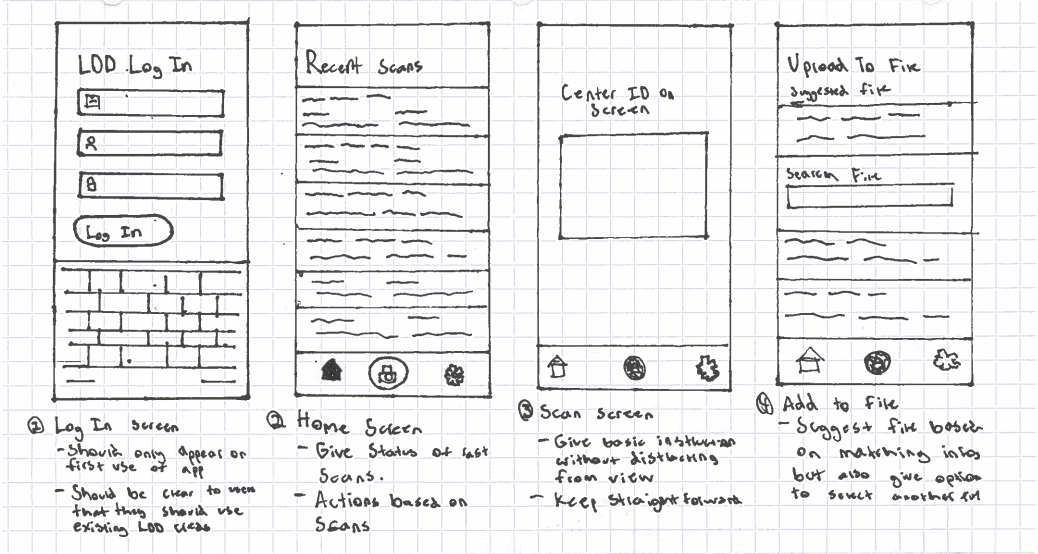 LOD Log In
Log In
Recent Scans
Center ID on
Screen
Upload To File
Suggested file
Search File
① Log In Screen
- Should only appear on
first use of app
- Should be clear to users
that they should use
existing LOD creds
② Home Screen
- Give Status of last
Scans.
- Actions based on
Scans
③ Scan Screen
- Give basic instruction
without distracting
from view
- Keep Straightforward
④ Add to File
- Suggest file based
on matching info,
but also give option
to select another